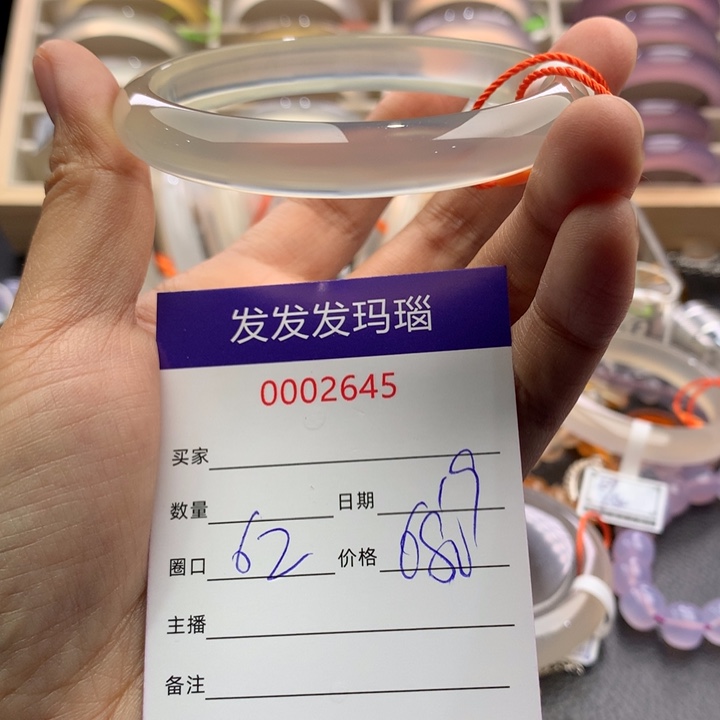 发发发玛瑙
0002645
买家
数量 日期
圈口 62 价格
主播
备注